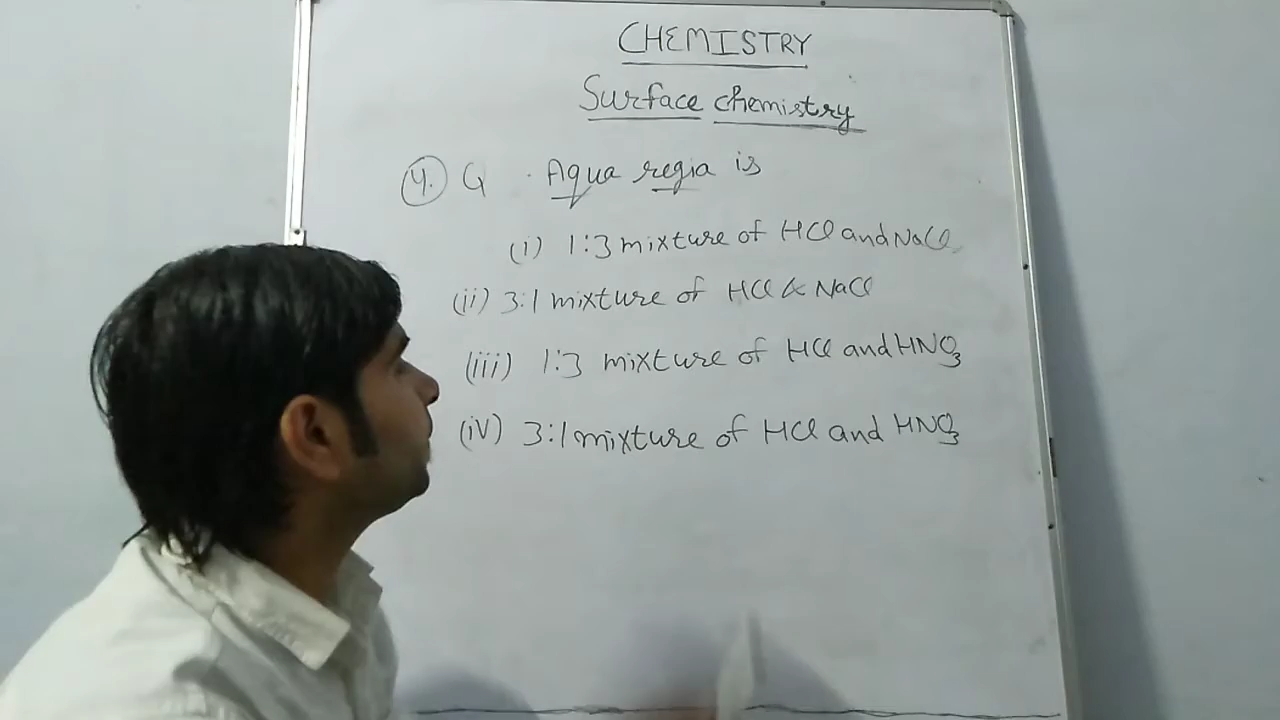 CHEMISTRY
Surface chemistry
4. Q. Aqua regia is
(i) 1:3 mixture of HCl and NaCl
(ii) 3:1 mixture of HCl & NaCl
(iii) 1:3 mixture of HCl and HNO₃
(iv) 3:1 mixture of HCl and HNO₃